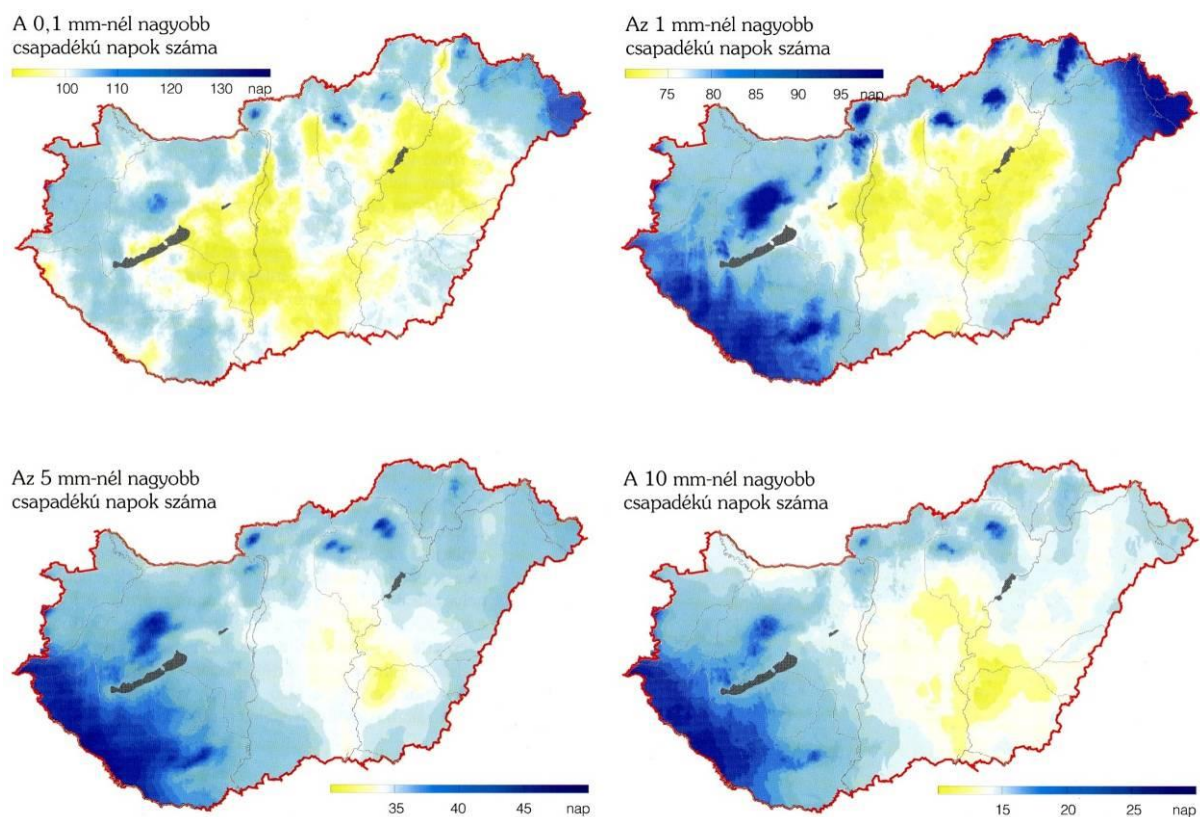 A 0,1 mm-nél nagyobb
csapadékú napok száma
100 110 120 130 nap
Az 1 mm-nél nagyobb
csapadékú napok száma
75 80 85 90 95 nap
Az 5 mm-nél nagyobb
csapadékú napok száma
35 40 45 nap
A 10 mm-nél nagyobb
csapadékú napok száma
15 20 25 nap